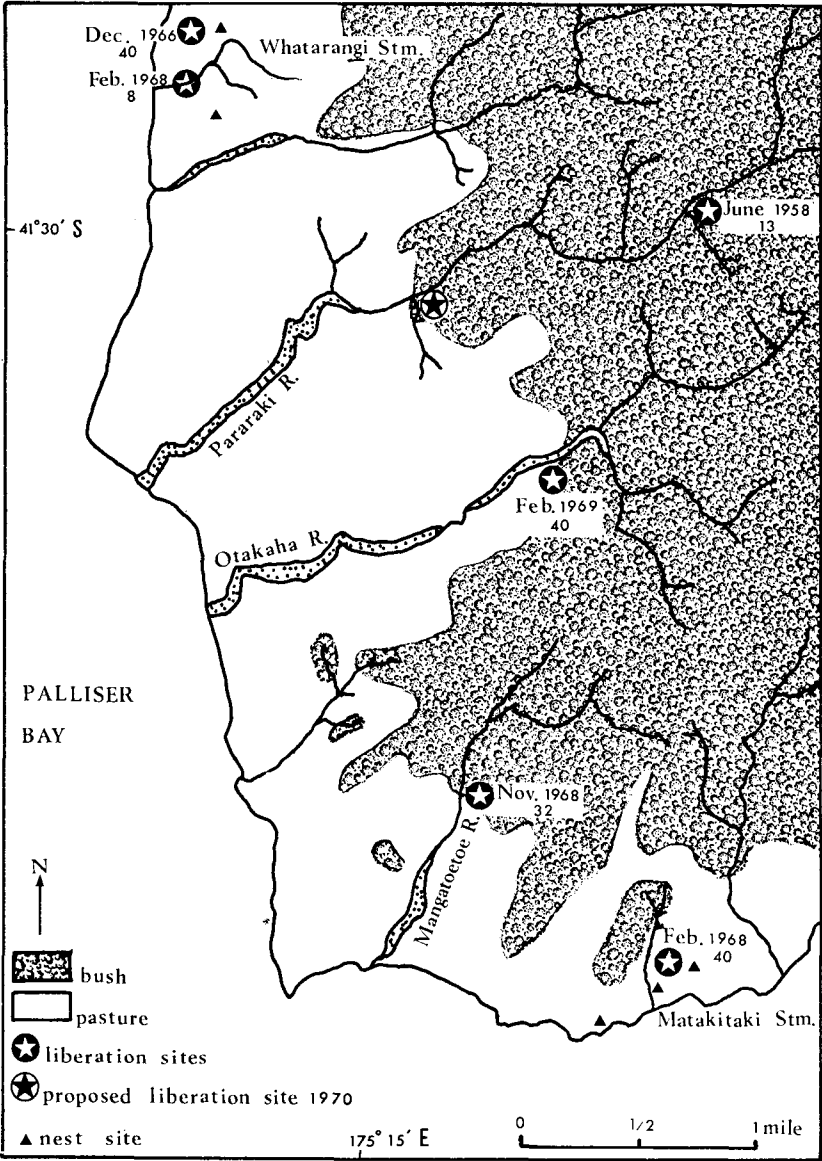 Dec. 1966
40
Whatarangi Stm.
Feb. 1968
8
June 1958
13
41°30′ S
Pararaki R.
Feb. 1969
40
Otakaha R.
PALLISER
BAY
Nov. 1968
32
Mangatoetoe R.
N
Feb. 1968
40
bush
pasture
Matakitaki Stm.
liberation sites
proposed liberation site 1970
nest site
175° 15′ E
0 1/2 1 mile